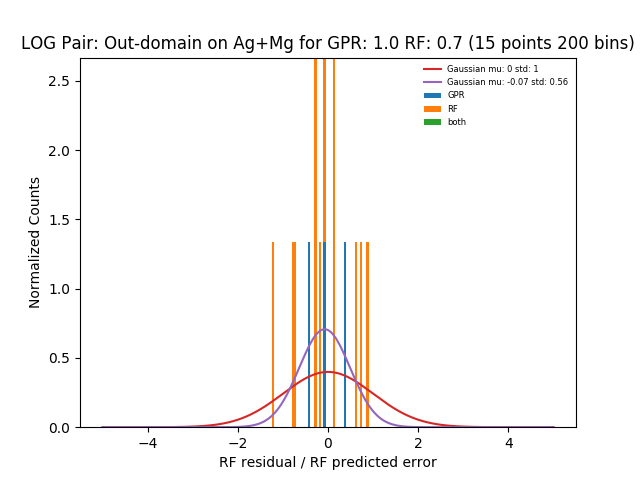 LOG Pair: Out-domain on Ag+Mg for GPR: 1.0 RF: 0.7 (15 points 200 bins)
Gaussian mu: 0 std: 1
Gaussian mu: -0.07 std: 0.56
GPR
RF
both
Normalized Counts
2.5
2.0
1.5
1.0
0.5
0.0
−4 −2 0 2 4
RF residual / RF predicted error